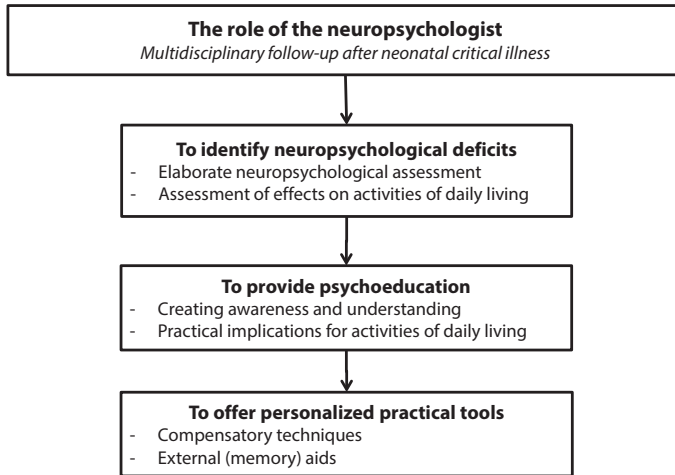 The role of the neuropsychologist
Multidisciplinary follow-up after neonatal critical illness
To identify neuropsychological deficits
- Elaborate neuropsychological assessment
- Assessment of effects on activities of daily living
To provide psychoeducation
- Creating awareness and understanding
- Practical implications for activities of daily living
To offer personalized practical tools
- Compensatory techniques
- External (memory) aids